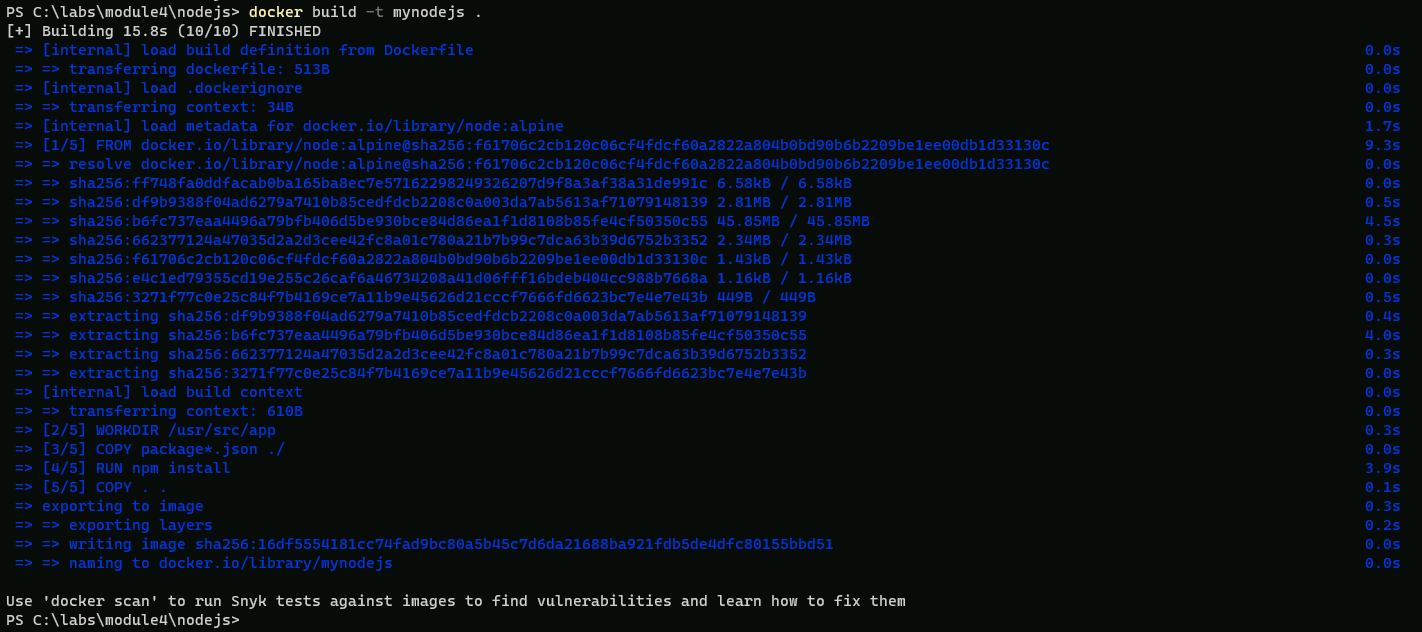 PS C:\labs\module4\nodejs> docker build -t mynodejs .
[+] Building 15.8s (10/10) FINISHED
=> [internal] load build definition from Dockerfile 0.0s
=> => transferring dockerfile: 513B 0.0s
=> [internal] load .dockerignore 0.0s
=> => transferring context: 34B 0.0s
=> [internal] load metadata for docker.io/library/node:alpine 1.7s
=> [1/5] FROM docker.io/library/node:alpine@sha256:f61706c2cb120c06cf4fdcf60a2822a804b0bd90b6b2209be1ee00db1d33130c 9.3s
=> => resolve docker.io/library/node:alpine@sha256:f61706c2cb120c06cf4fdcf60a2822a804b0bd90b6b2209be1ee00db1d33130c 0.0s
=> => sha256:ff748fa0ddfacab0ba165ba8ec7e57162298249326207d9f8a3af38a31de991c 6.58kB / 6.58kB 0.0s
=> => sha256:df9b9388f04ad6279a7410b85cedfdcb2208c0a003da7ab5613af71079148139 2.81MB / 2.81MB 0.5s
=> => sha256:b6fc737eaa4496a79bfb406d5be930bce84d86ea1f1d8108b85fe4cf50350c55 45.85MB / 45.85MB 4.5s
=> => sha256:662377124a47035d2a2d3cee42fc8a01c780a21b7b99c7dca63b39d6752b3352 2.34MB / 2.34MB 0.3s
=> => sha256:f61706c2cb120c06cf4fdcf60a2822a804b0bd90b6b2209be1ee00db1d33130c 1.43kB / 1.43kB 0.0s
=> => sha256:e4c1ed79355cd19e255c26caf6a46734208a41d06fff16bdeb404cc988b7668a 1.16kB / 1.16kB 0.0s
=> => sha256:3271f77c0e25c84f7b4169ce7a11b9e45626d21cccf7666fd6623bc7e4e7e43b 449B / 449B 0.5s
=> => extracting sha256:df9b9388f04ad6279a7410b85cedfdcb2208c0a003da7ab5613af71079148139 0.4s
=> => extracting sha256:b6fc737eaa4496a79bfb406d5be930bce84d86ea1f1d8108b85fe4cf50350c55 4.0s
=> => extracting sha256:662377124a47035d2a2d3cee42fc8a01c780a21b7b99c7dca63b39d6752b3352 0.3s
=> => extracting sha256:3271f77c0e25c84f7b4169ce7a11b9e45626d21cccf7666fd6623bc7e4e7e43b 0.0s
=> [internal] load build context 0.0s
=> => transferring context: 610B 0.0s
=> [2/5] WORKDIR /usr/src/app 0.3s
=> [3/5] COPY package*.json ./ 0.0s
=> [4/5] RUN npm install 3.9s
=> [5/5] COPY . . 0.1s
=> exporting to image 0.3s
=> => exporting layers 0.2s
=> => writing image sha256:16df5554181cc74fad9bc80a5b45c7d6da21688ba921fdb5de4dfc80155bbd51 0.0s
=> => naming to docker.io/library/mynodejs 0.0s
Use 'docker scan' to run Snyk tests against images to find vulnerabilities and learn how to fix them
PS C:\labs\module4\nodejs>